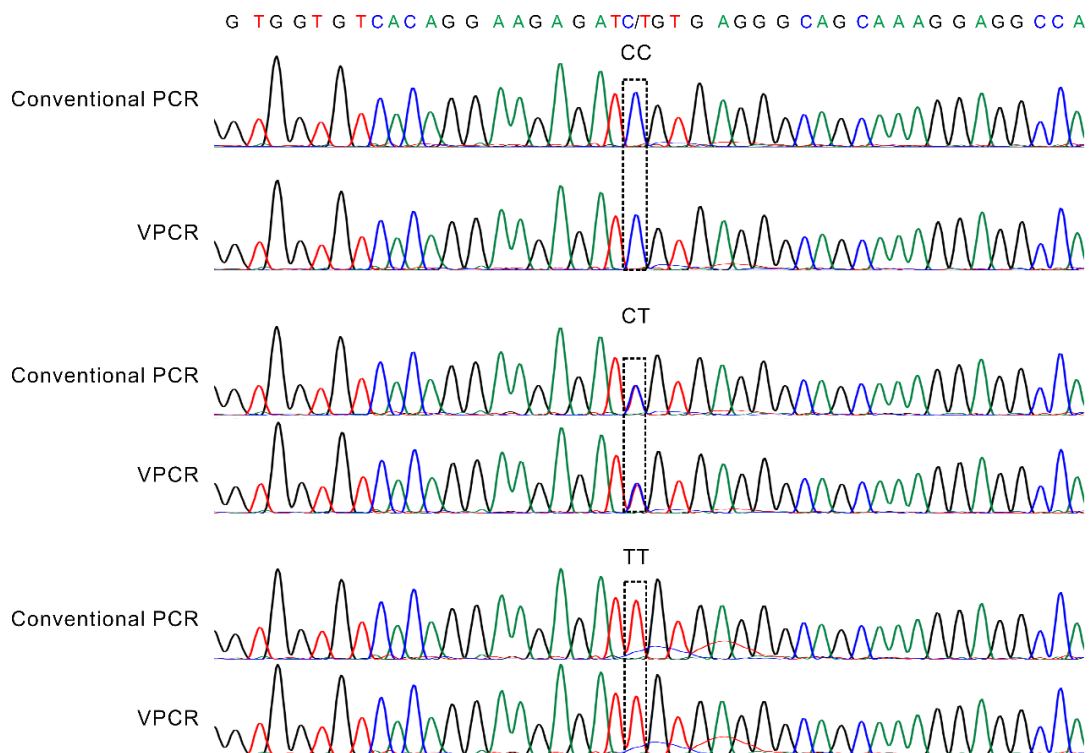 G T G G T G T C A C A G G A A G A G A T C/T G T G A G G G C A G C A A A G G A G G C C A
CC
Conventional PCR
VPCR
CT
Conventional PCR
VPCR
TT
Conventional PCR
VPCR